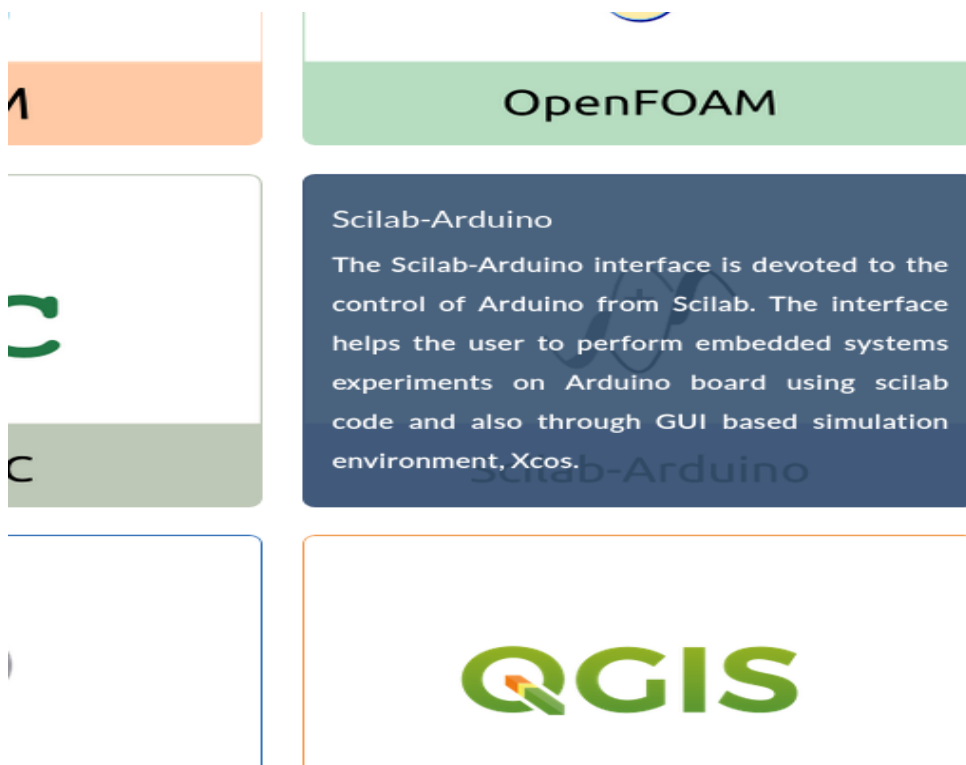 M
OpenFOAM
Scilab-Arduino
The Scilab-Arduino interface is devoted to the
control of Arduino from Scilab. The interface
helps the user to perform embedded systems
experiments on Arduino board using scilab
code and also through GUI based simulation
environment, Xcos.
Scilab-Arduino
C
C
QGIS